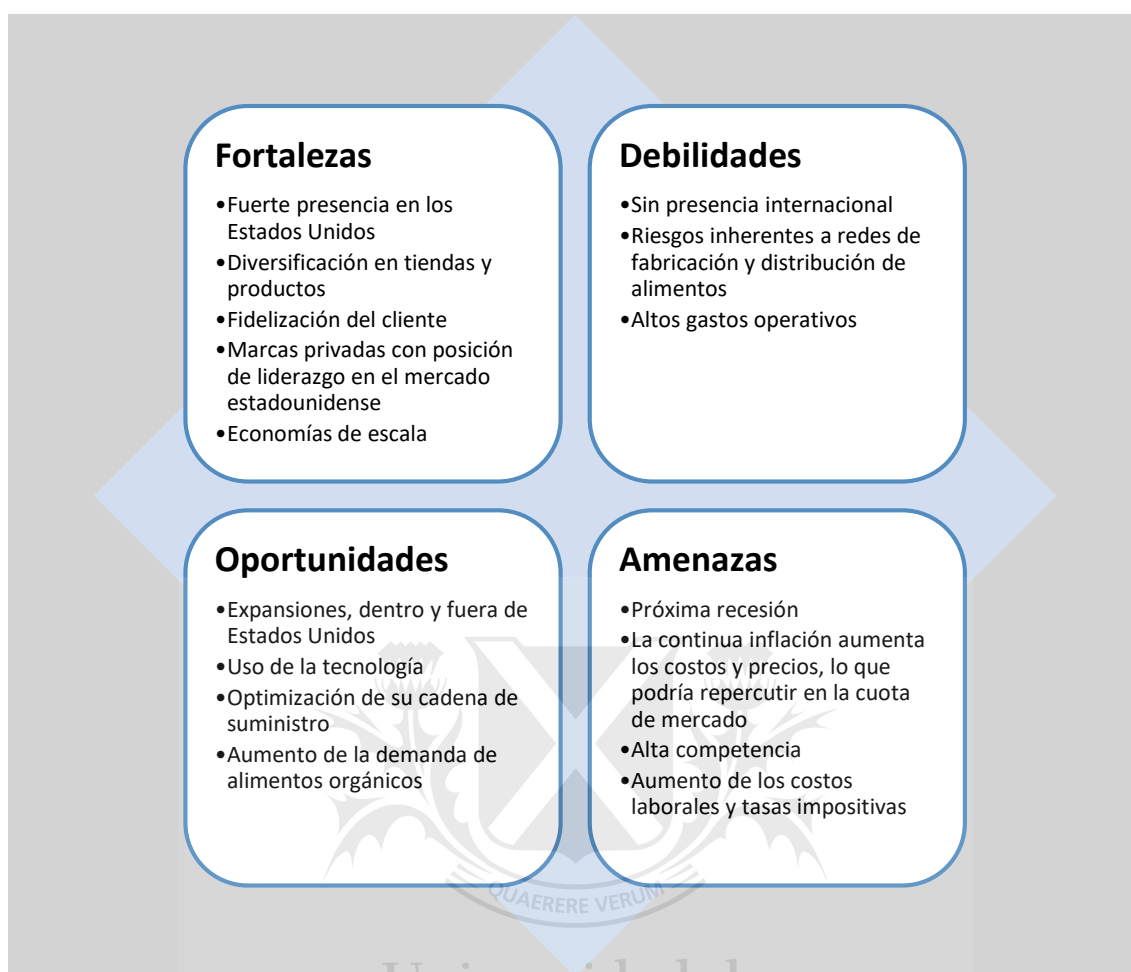 Fortalezas
•Fuerte presencia en los
Estados Unidos
•Diversificación en tiendas y
productos
•Fidelización del cliente
•Marcas privadas con posición
de liderazgo en el mercado
estadounidense
•Economías de escala
Debilidades
•Sin presencia internacional
•Riesgos inherentes a redes de
fabricación y distribución de
alimentos
•Altos gastos operativos
Oportunidades
•Expansiones, dentro y fuera de
Estados Unidos
•Uso de la tecnología
•Optimización de su cadena de
suministro
•Aumento de la demanda de
alimentos orgánicos
Amenazas
•Próxima recesión
•La continua inflación aumenta
los costos y precios, lo que
podría repercutir en la cuota
de mercado
•Alta competencia
•Aumento de los costos
laborales y tasas impositivas
QUAERERE VERUM